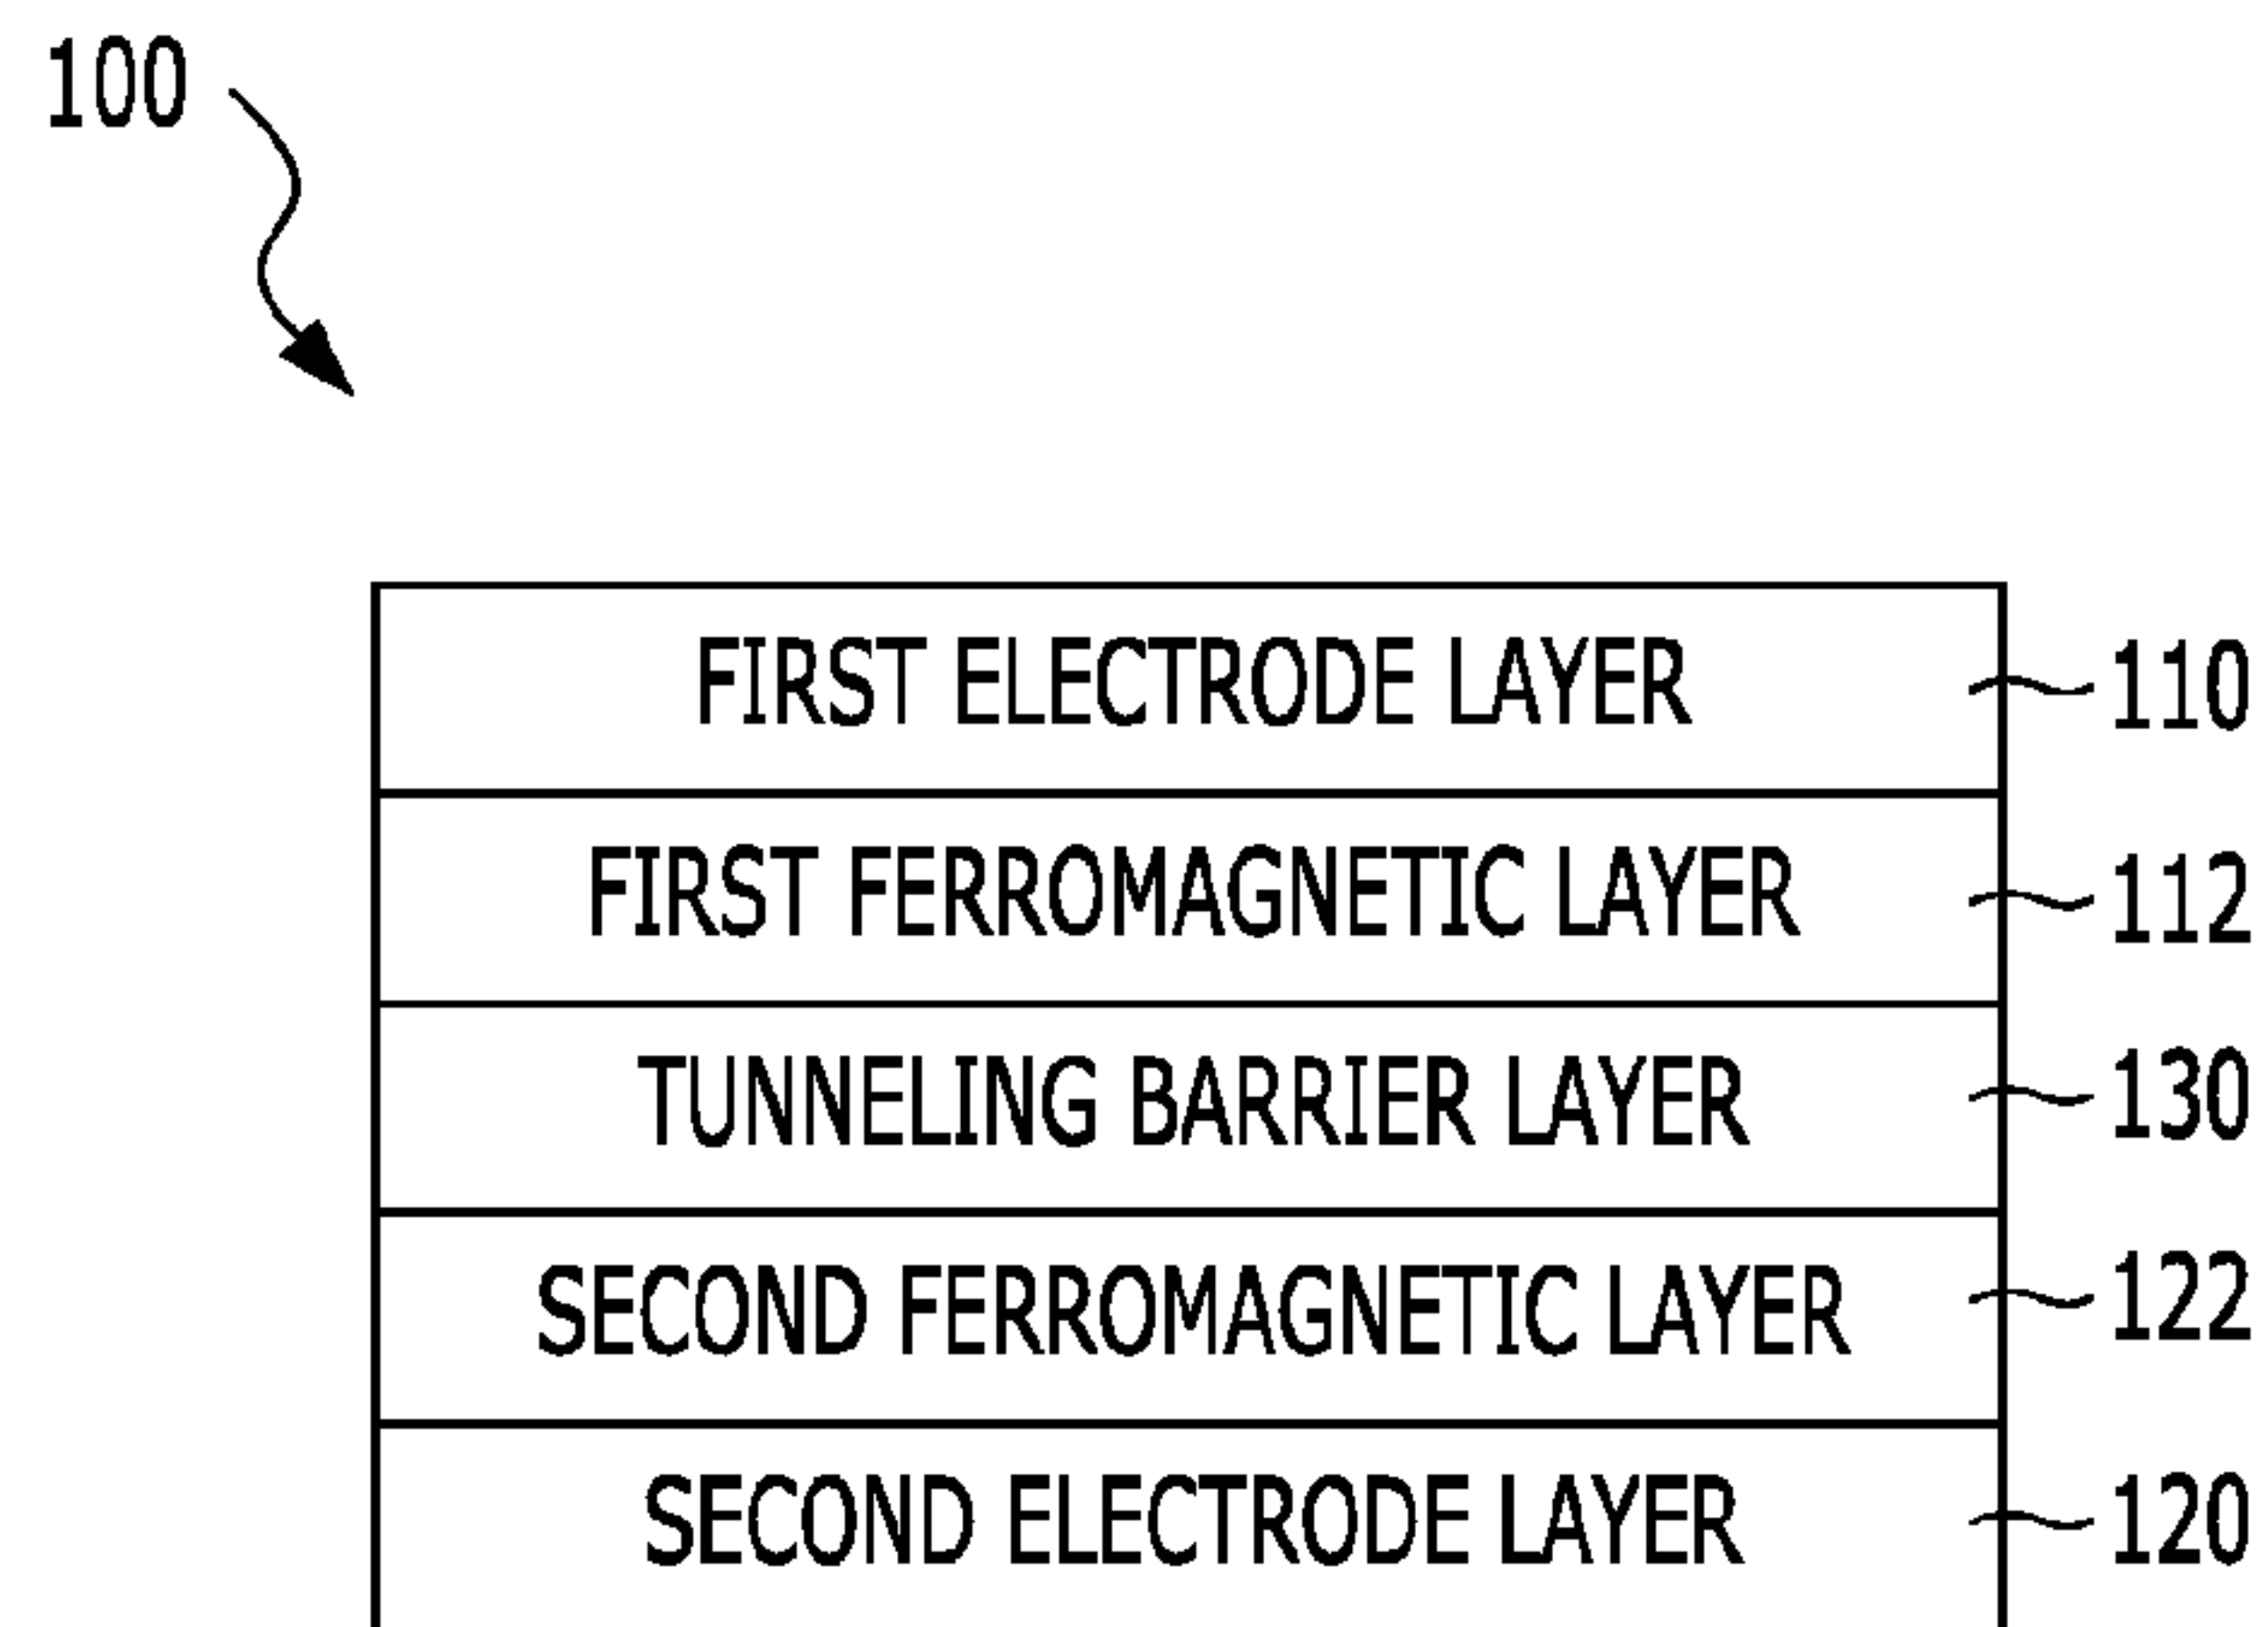 100
FIRST ELECTRODE LAYER 110
FIRST FERROMAGNETIC LAYER 112
TUNNELING BARRIER LAYER 130
SECOND FERROMAGNETIC LAYER 122
SECOND ELECTRODE LAYER 120